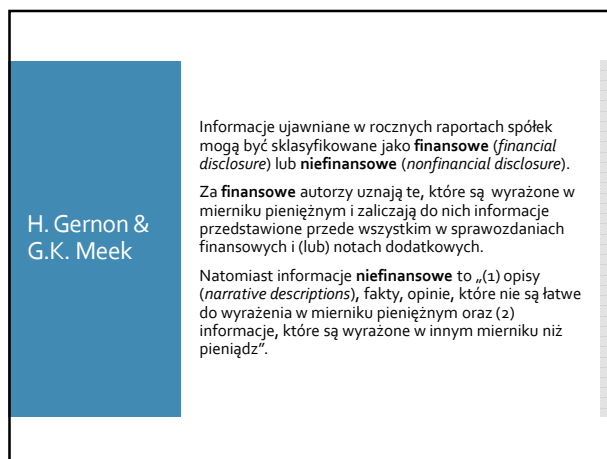 H. Gernon &
G.K. Meek
Informacje ujawniane w rocznych raportach spółek
mogą być sklasyfikowane jako finansowe (financial
disclosure) lub niefinansowe (nonfinancial disclosure).
Za finansowe autorzy uznają te, które są wyrażone w
mierniku pieniężnym i zaliczają do nich informacje
przedstawione przede wszystkim w sprawozdaniach
finansowych i (lub) notach dodatkowych.
Natomiast informacje niefinansowe to „(1) opisy
(narrative descriptions), fakty, opinie, które nie są łatwe
do wyrażenia w mierniku pieniężnym oraz (2)
informacje, które są wyrażone w innym mierniku niż
pieniądz”.